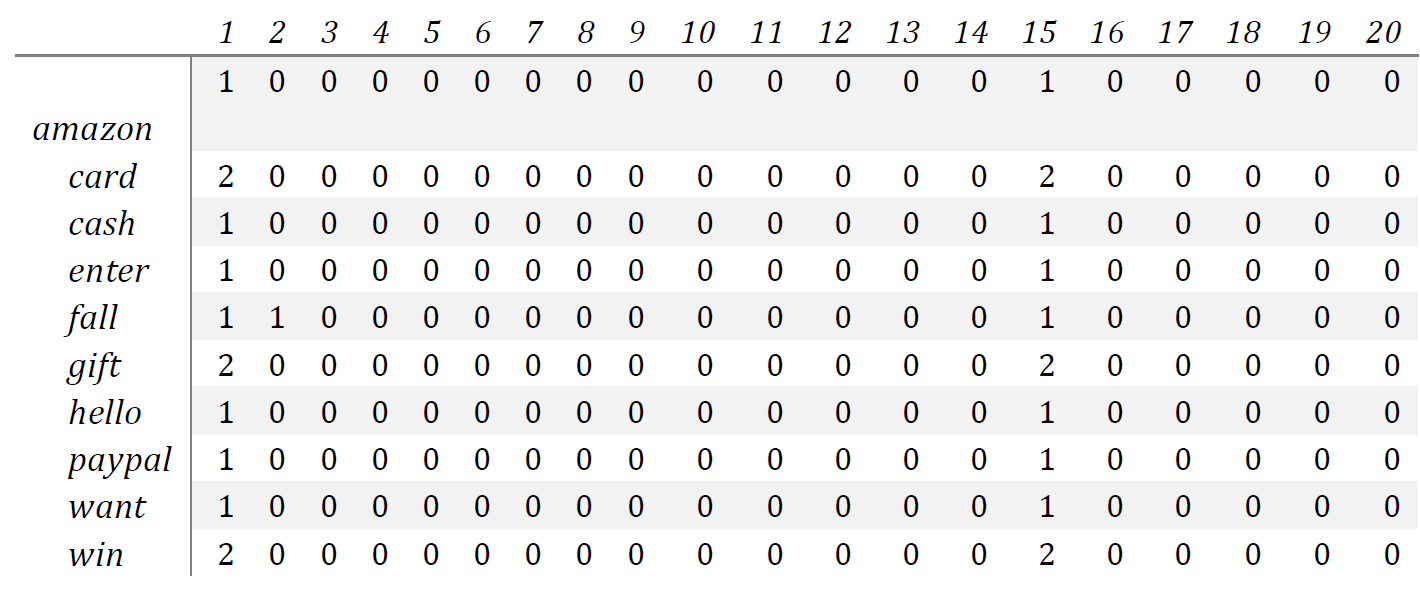 1 2 3 4 5 6 7 8 9 10 11 12 13 14 15 16 17 18 19 20
1 0 0 0 0 0 0 0 0 0 0 0 0 0 1 0 0 0 0 0
amazon
card 2 0 0 0 0 0 0 0 0 0 0 0 0 0 2 0 0 0 0 0
cash 1 0 0 0 0 0 0 0 0 0 0 0 0 0 1 0 0 0 0 0
enter 1 0 0 0 0 0 0 0 0 0 0 0 0 0 1 0 0 0 0 0
fall 1 1 0 0 0 0 0 0 0 0 0 0 0 0 1 0 0 0 0 0
gift 2 0 0 0 0 0 0 0 0 0 0 0 0 0 2 0 0 0 0 0
hello 1 0 0 0 0 0 0 0 0 0 0 0 0 0 1 0 0 0 0 0
paypal 1 0 0 0 0 0 0 0 0 0 0 0 0 0 1 0 0 0 0 0
want 1 0 0 0 0 0 0 0 0 0 0 0 0 0 1 0 0 0 0 0
win 2 0 0 0 0 0 0 0 0 0 0 0 0 0 2 0 0 0 0 0